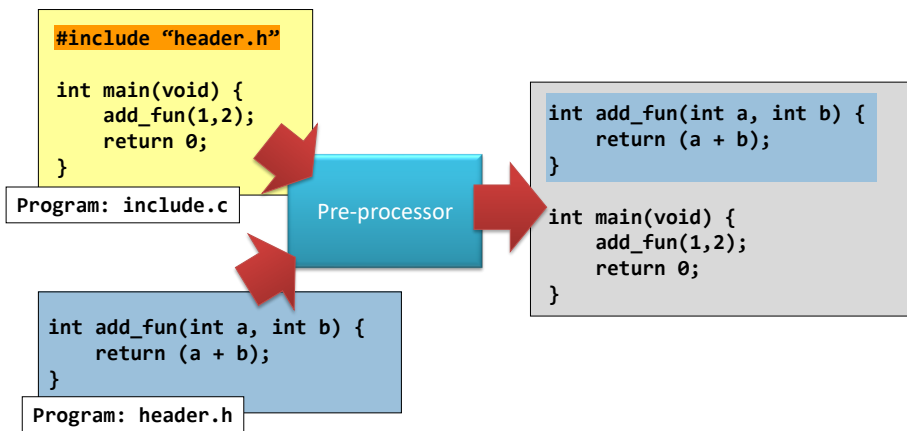 #include “header.h”
int main(void) {
    add_fun(1,2);
    return 0;
}
Program: include.c
Pre-processor
int add_fun(int a, int b) {
    return (a + b);
}
Program: header.h
int add_fun(int a, int b) {
    return (a + b);
}
int main(void) {
    add_fun(1,2);
    return 0;
}